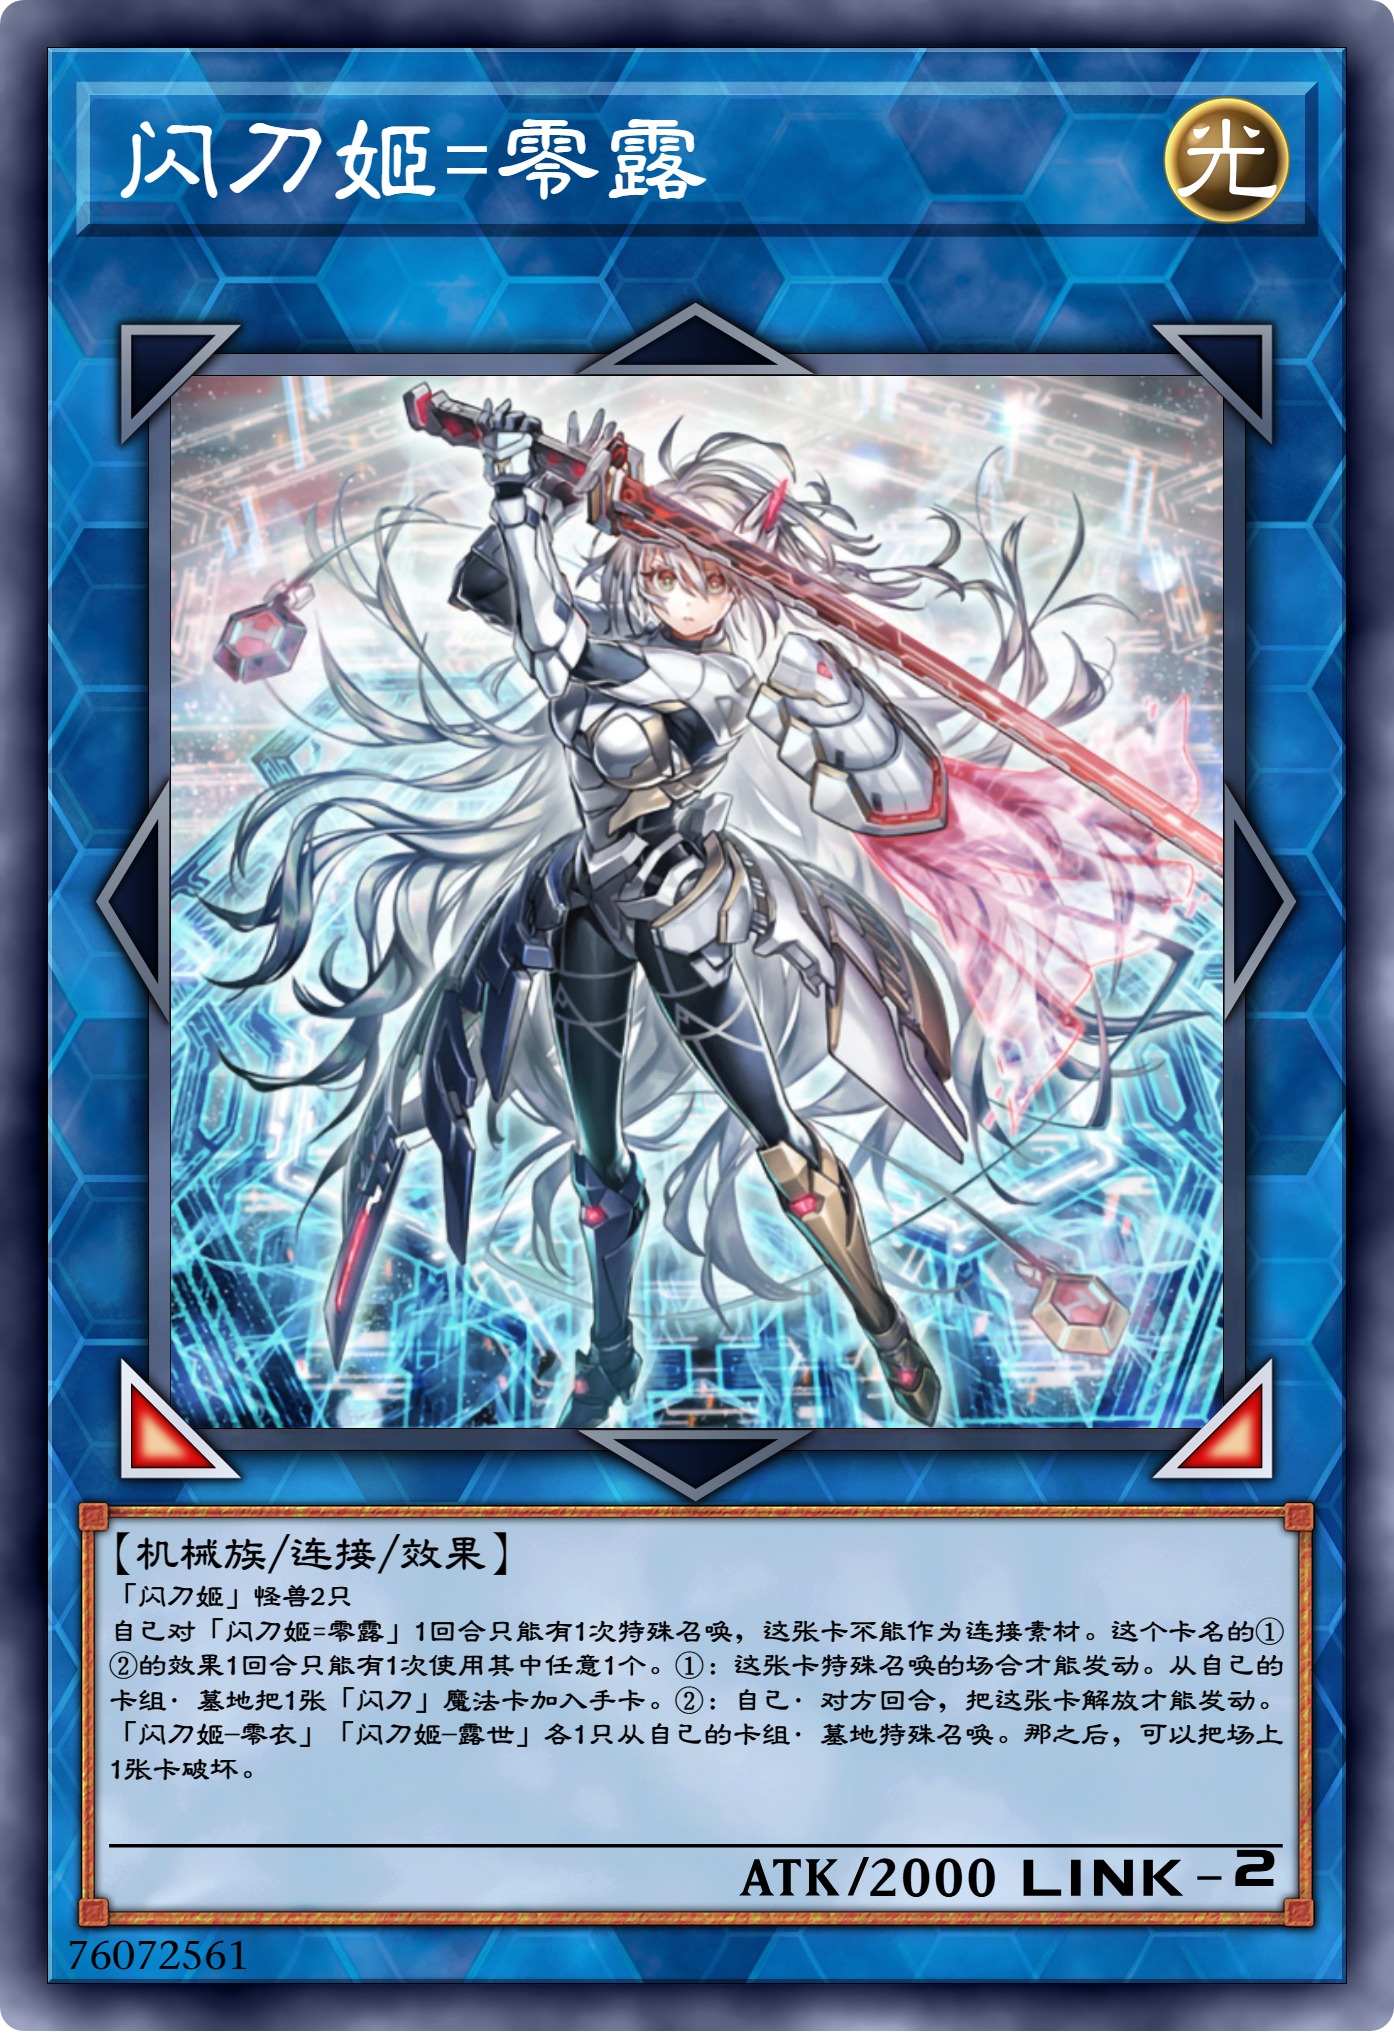 闪刀姬=零露
光
【机械族/连接/效果】
「闪刀姬」怪兽2只
自己对「闪刀姬=零露」1回合只能有1次特殊召唤，这张卡不能作为连接素材。这个卡名的①
②的效果1回合只能有1次使用其中任意1个。①：这张卡特殊召唤的场合才能发动。从自己的
卡组·墓地把1张「闪刀」魔法卡加入手卡。②：自己·对方回合，把这张卡解放才能发动。
「闪刀姬-零衣」「闪刀姬-露世」各1只从自己的卡组·墓地特殊召唤。那之后，可以把场上
1张卡破坏。
ATK/2000 LINK-2
76072561